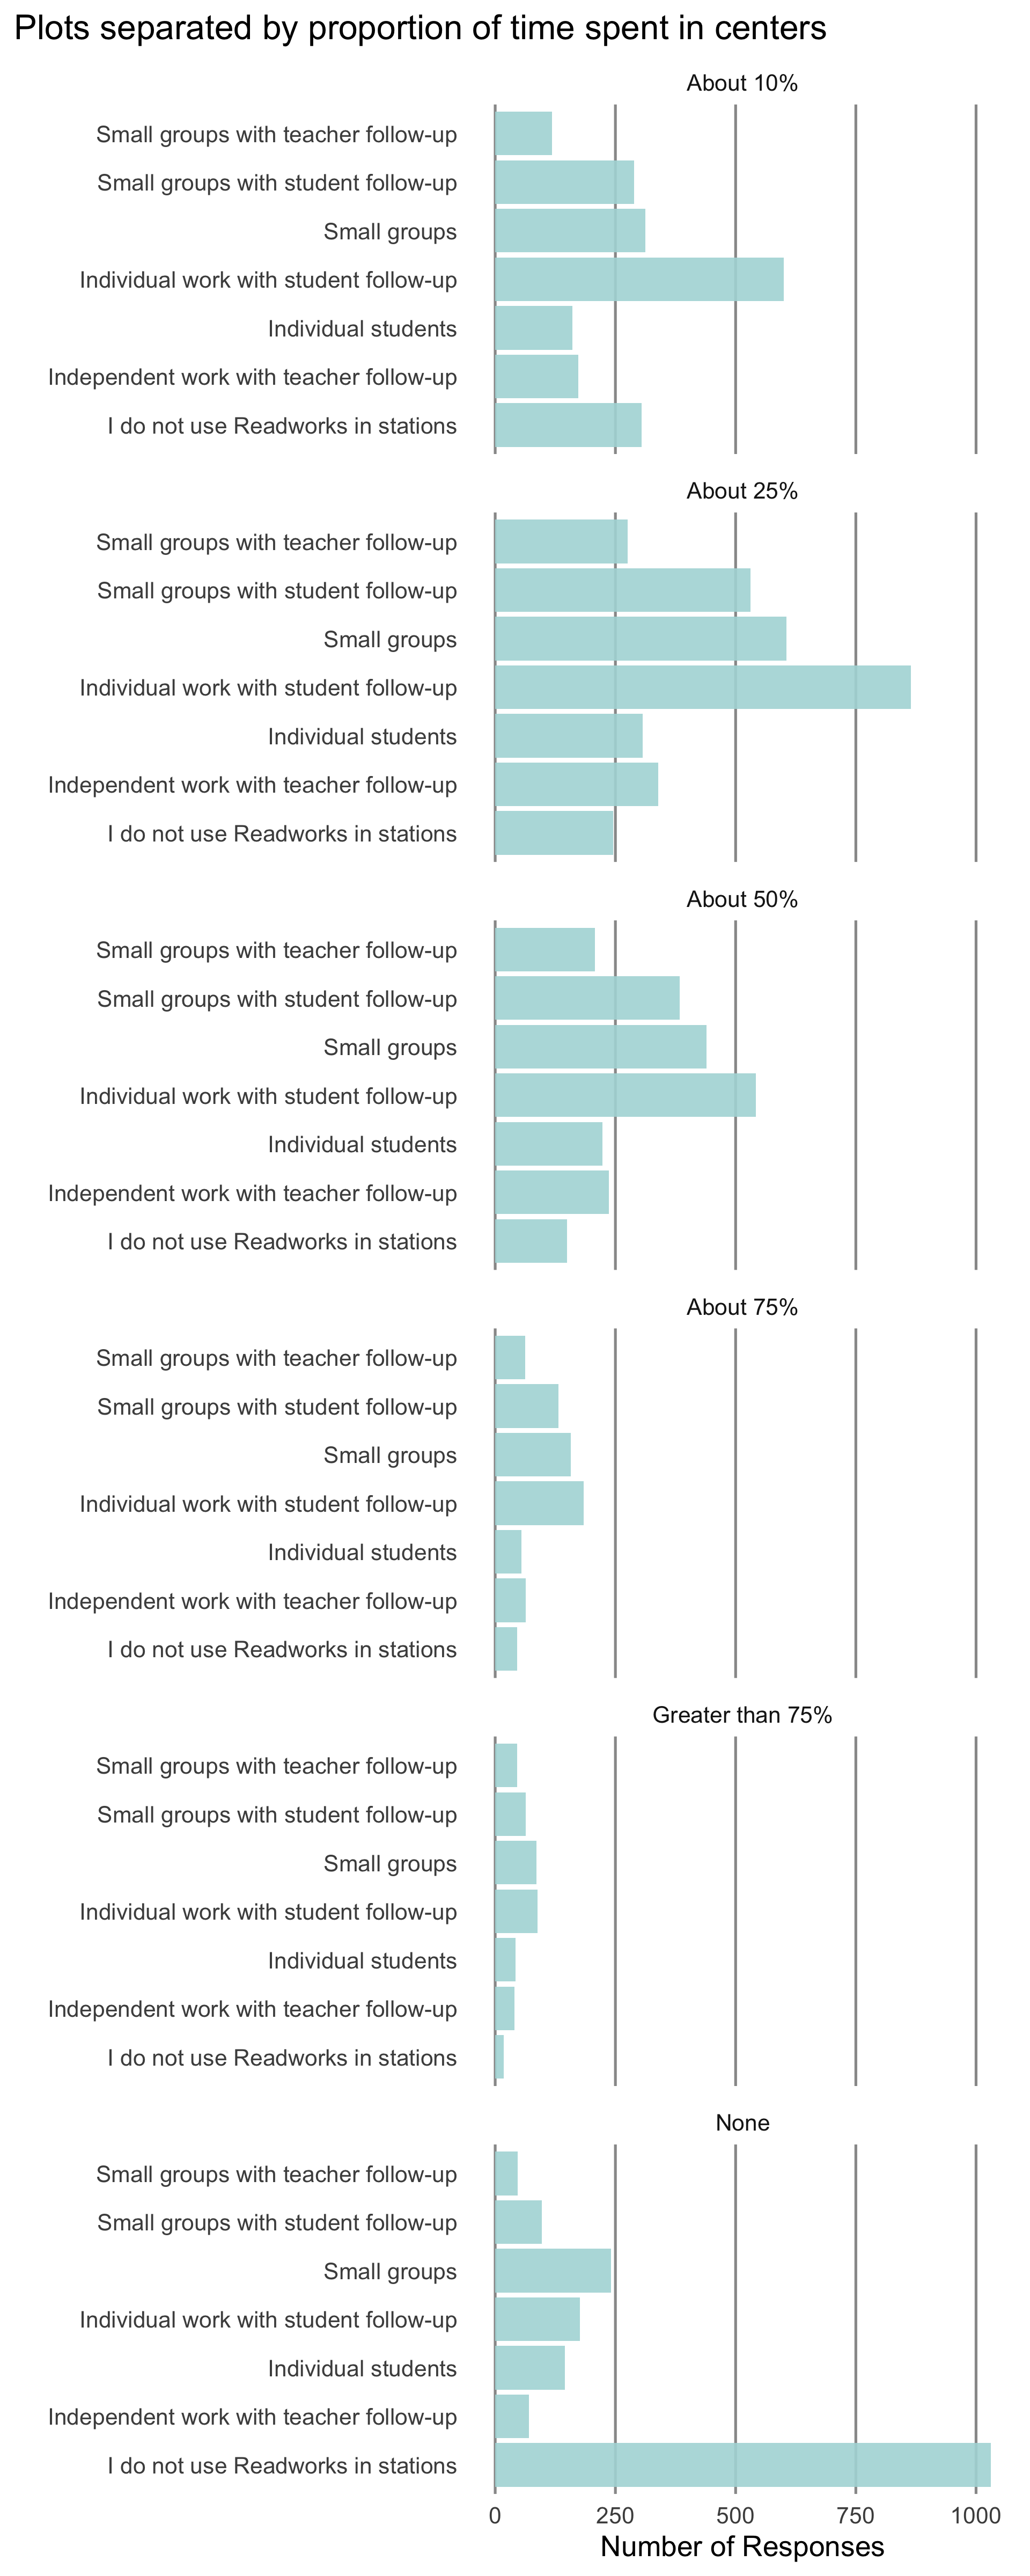 Plots separated by proportion of time spent in centers
About 10%
Small groups with teacher follow-up
Small groups with student follow-up
Small groups
Individual work with student follow-up
Individual students
Independent work with teacher follow-up
I do not use Readworks in stations
About 25%
Small groups with teacher follow-up
Small groups with student follow-up
Small groups
Individual work with student follow-up
Individual students
Independent work with teacher follow-up
I do not use Readworks in stations
About 50%
Small groups with teacher follow-up
Small groups with student follow-up
Small groups
Individual work with student follow-up
Individual students
Independent work with teacher follow-up
I do not use Readworks in stations
About 75%
Small groups with teacher follow-up
Small groups with student follow-up
Small groups
Individual work with student follow-up
Individual students
Independent work with teacher follow-up
I do not use Readworks in stations
Greater than 75%
Small groups with teacher follow-up
Small groups with student follow-up
Small groups
Individual work with student follow-up
Individual students
Independent work with teacher follow-up
I do not use Readworks in stations
None
Small groups with teacher follow-up
Small groups with student follow-up
Small groups
Individual work with student follow-up
Individual students
Independent work with teacher follow-up
I do not use Readworks in stations
0 250 500 750 1000
Number of Responses